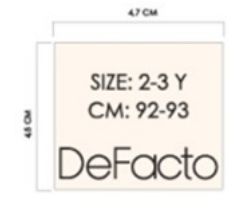 4.7 CM
4.5 CM
SIZE: 2-3 Y
CM: 92-93
DeFacto